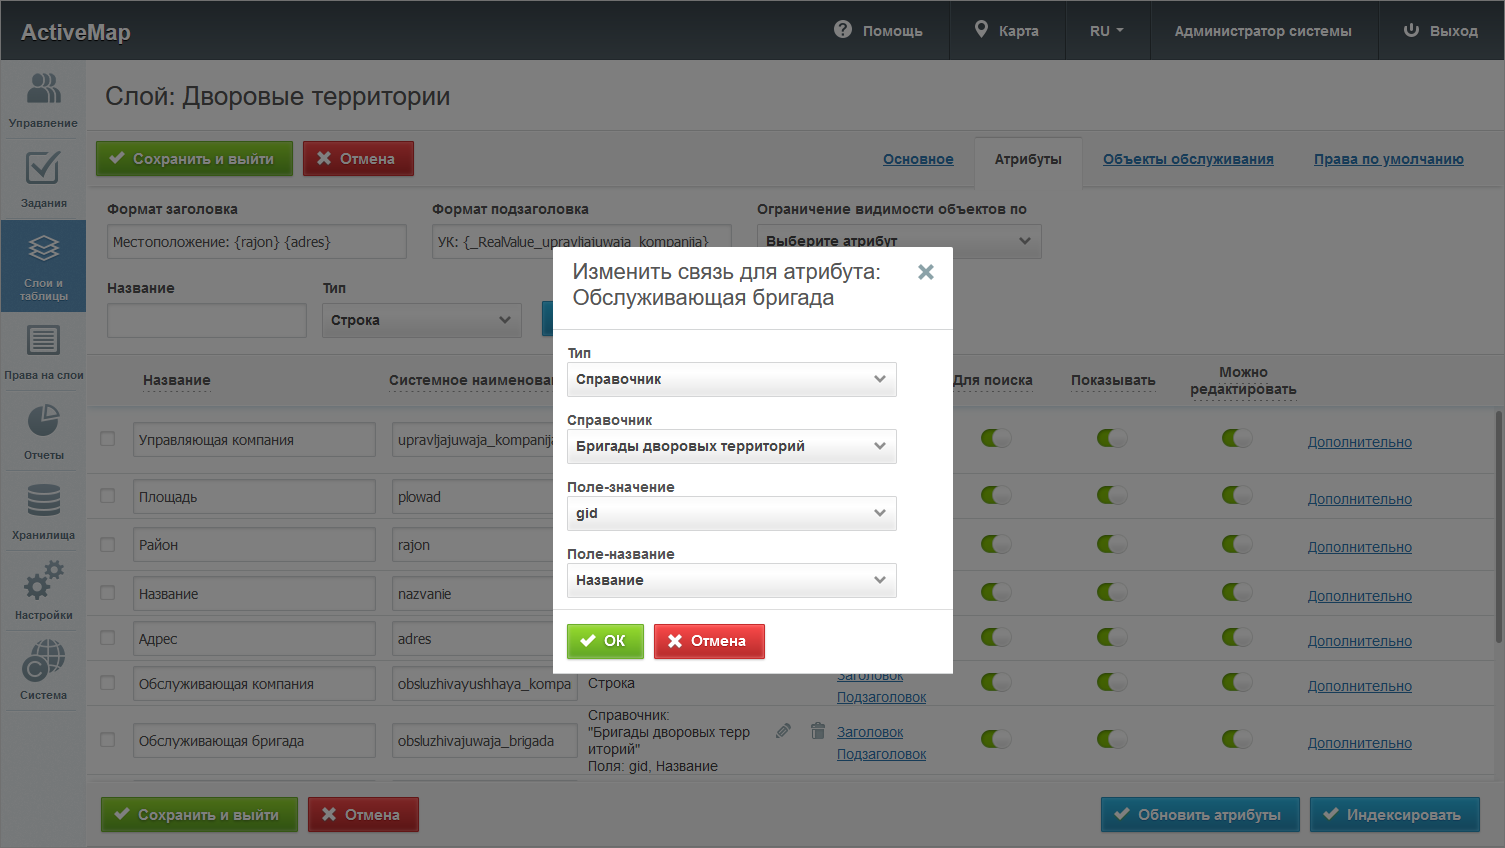 ActiveMap
Помощь
Карта
RU
Администратор системы
Выход
Управление
Задания
Слои и
таблицы
Права на слои
Отчеты
Хранилища
Настройки
Система
Слой: Дворовые территории
Сохранить и выйти
Отмена
Основное
Атрибуты
Объекты обслуживания
Права по умолчанию
Формат заголовка
Формат подзаголовка
Ограничение видимости объектов по
Местоположение: {rajon} {adres}
УК: {_RealValue_upravljajuwaja_kompanija}
Выберите атрибут
Название
Тип
Строка
Название
Системное наименован
Для поиска
Показывать
Можно
редактировать
Управляющая компания
upravljajuwaja_kompanija
Дополнительно
Площадь
plowad
Дополнительно
Район
rajon
Дополнительно
Название
nazvanie
Дополнительно
Адрес
adres
Дополнительно
Обслуживающая компания
obsluzhivayushhaya_kompa
Строка
Заголовок
Подзаголовок
Дополнительно
Обслуживающая бригада
obsluzhivajuwaja_brigada
Справочник:
"Бригады дворовых терр
иторий"
Поля: gid, Название
Заголовок
Подзаголовок
Дополнительно
Изменить связь для атрибута:
Обслуживающая бригада
Тип
Справочник
Справочник
Бригады дворовых территорий
Поле-значение
gid
Поле-название
Название
ОК
Отмена
Сохранить и выйти
Отмена
Обновить атрибуты
Индексировать